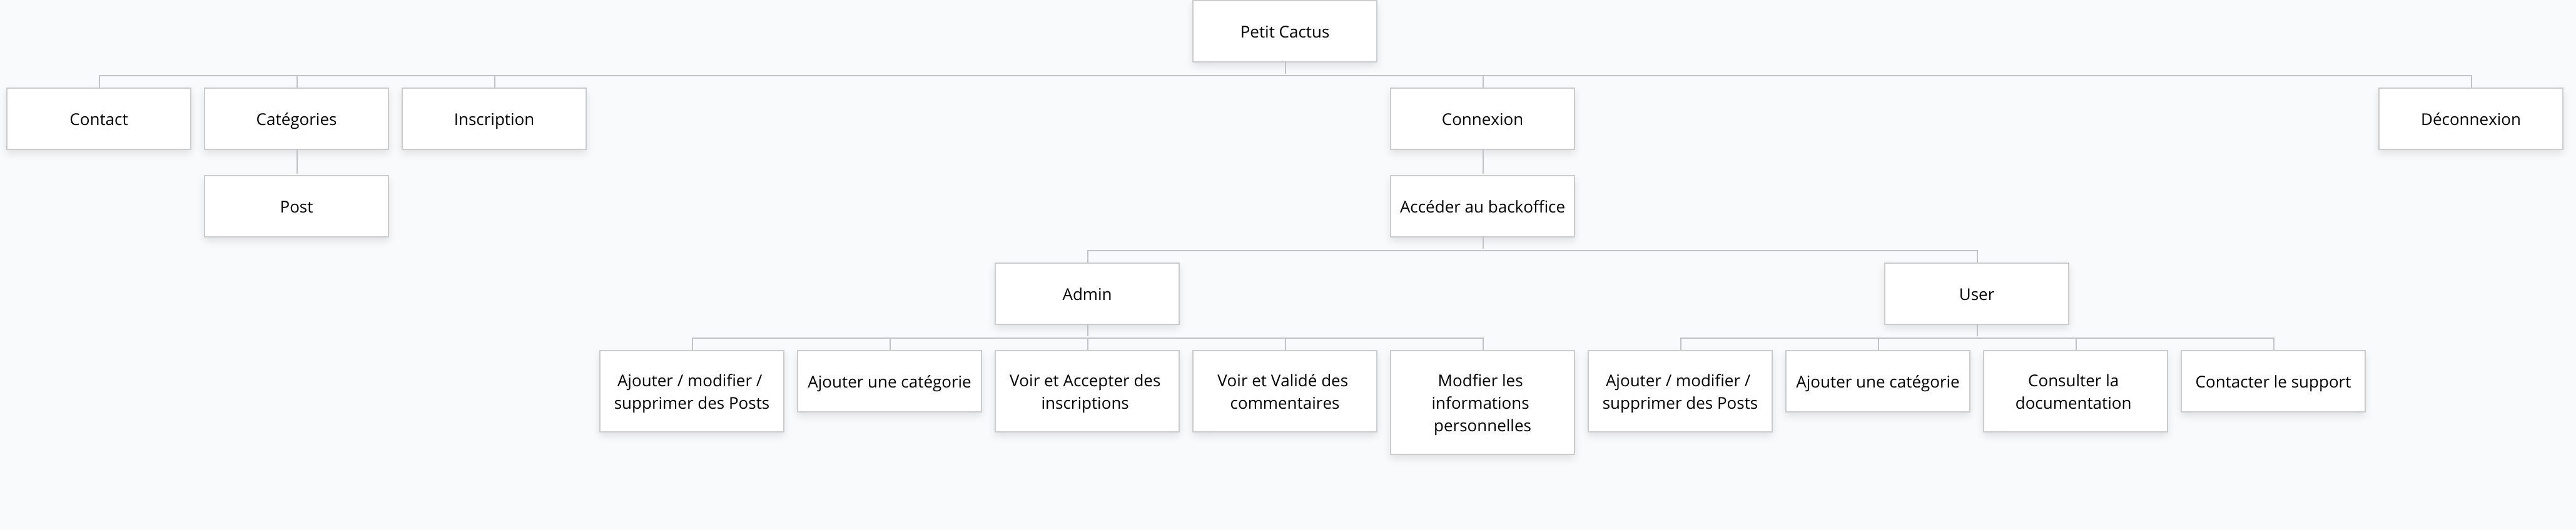 Petit Cactus
Contact
Catégories
Inscription
Connexion
Déconnexion
Post
Accéder au backoffice
Admin
User
Ajouter / modifier /
supprimer des Posts
Ajouter une catégorie
Voir et Accepter des
inscriptions
Voir et Validé des
commentaires
Modfier les
informations
personnelles
Ajouter / modifier /
supprimer des Posts
Ajouter une catégorie
Consulter la
documentation
Contacter le support